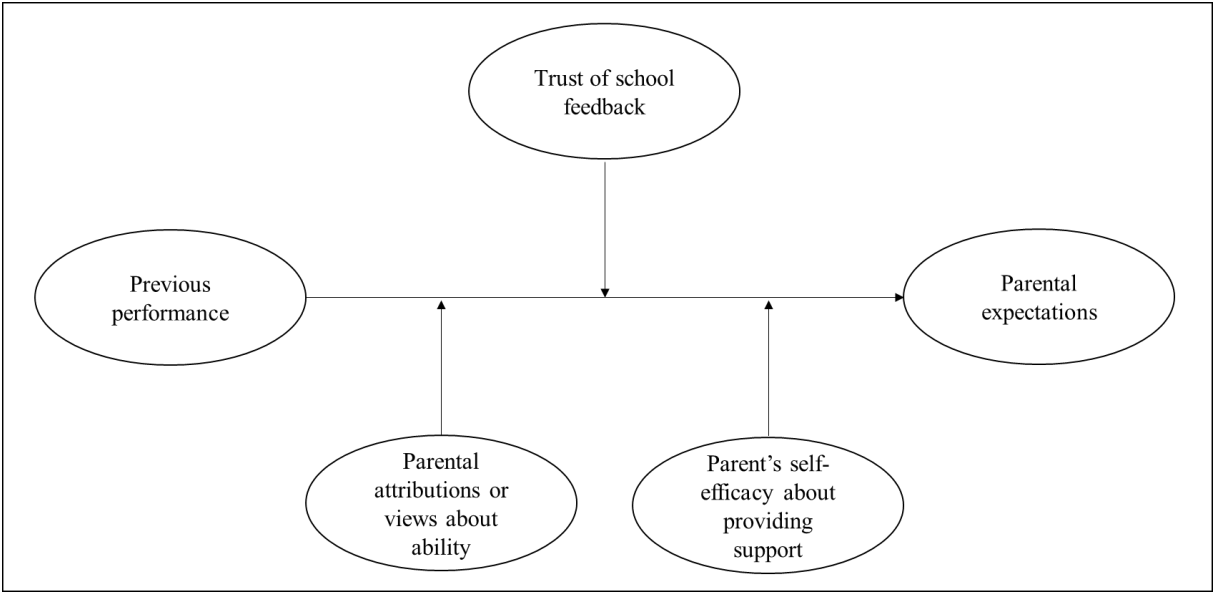 Trust of school
feedback
Previous
performance
Parental
expectations
Parental
attributions or
views about
ability
Parent’s self-
efficacy about
providing
support